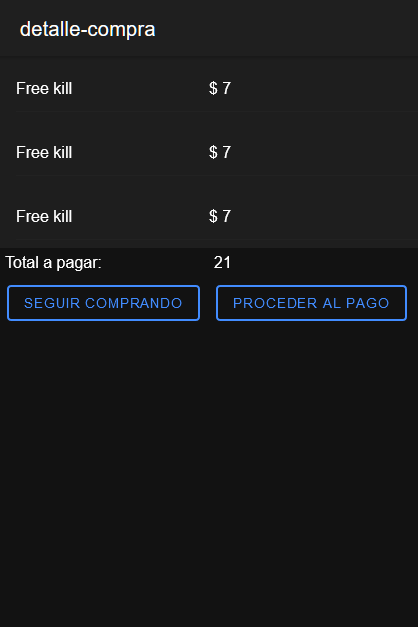 detalle-compra
Free kill $ 7
Free kill $ 7
Free kill $ 7
Total a pagar: 21
SEGUIR COMPRANDO PROCEDER AL PAGO